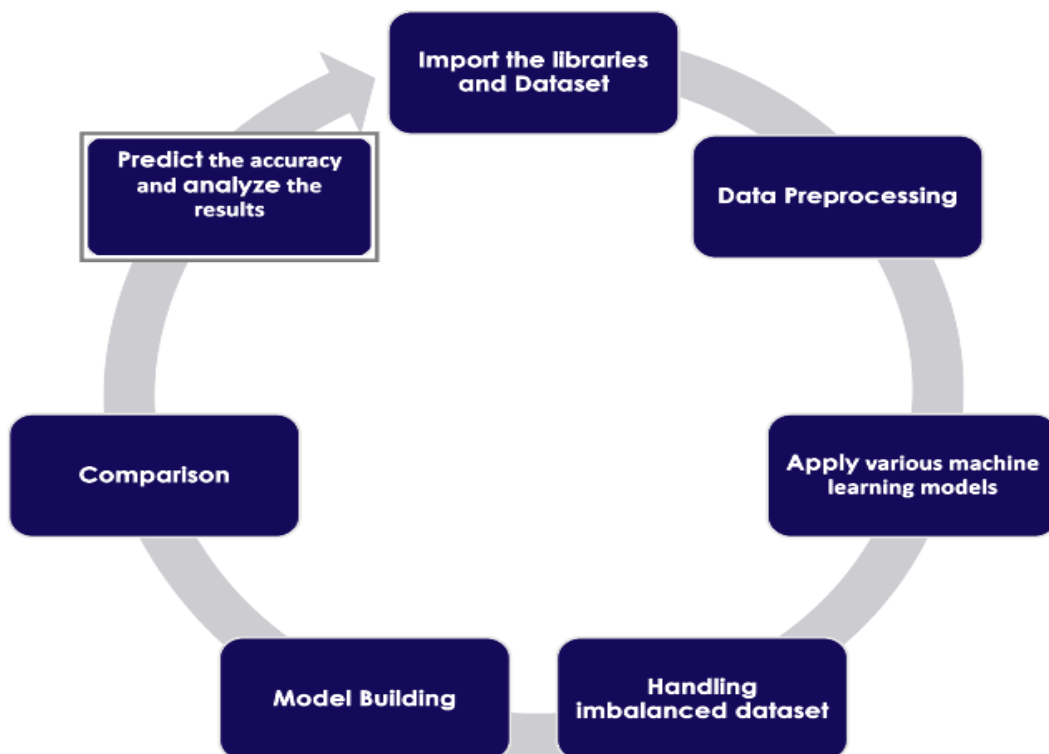 Import the libraries
and Dataset
Data Preprocessing
Apply various machine
learning models
Handling
imbalanced dataset
Model Building
Comparison
Predict the accuracy
and analyze the
results